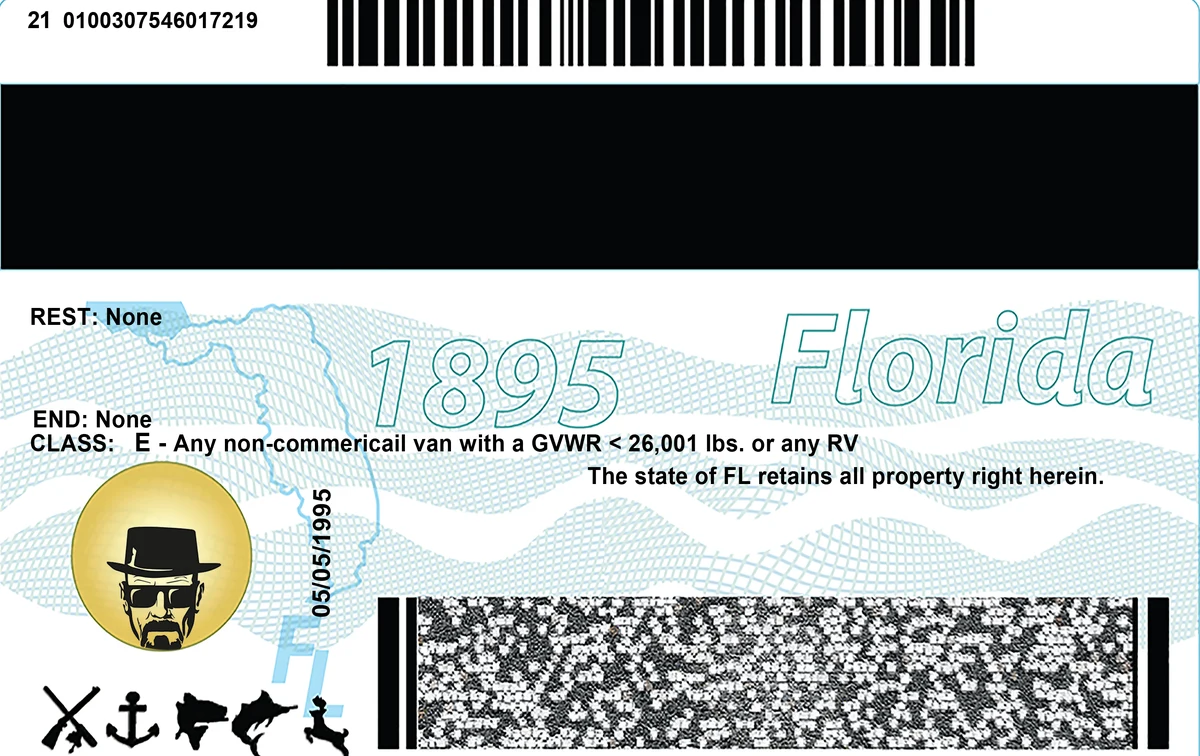 21 0100307546017219
REST: None
1895
Florida
END: None
CLASS: E - Any non-commericail van with a GVWR < 26,001 lbs. or any RV
The state of FL retains all property right herein.
05/05/1995
FL